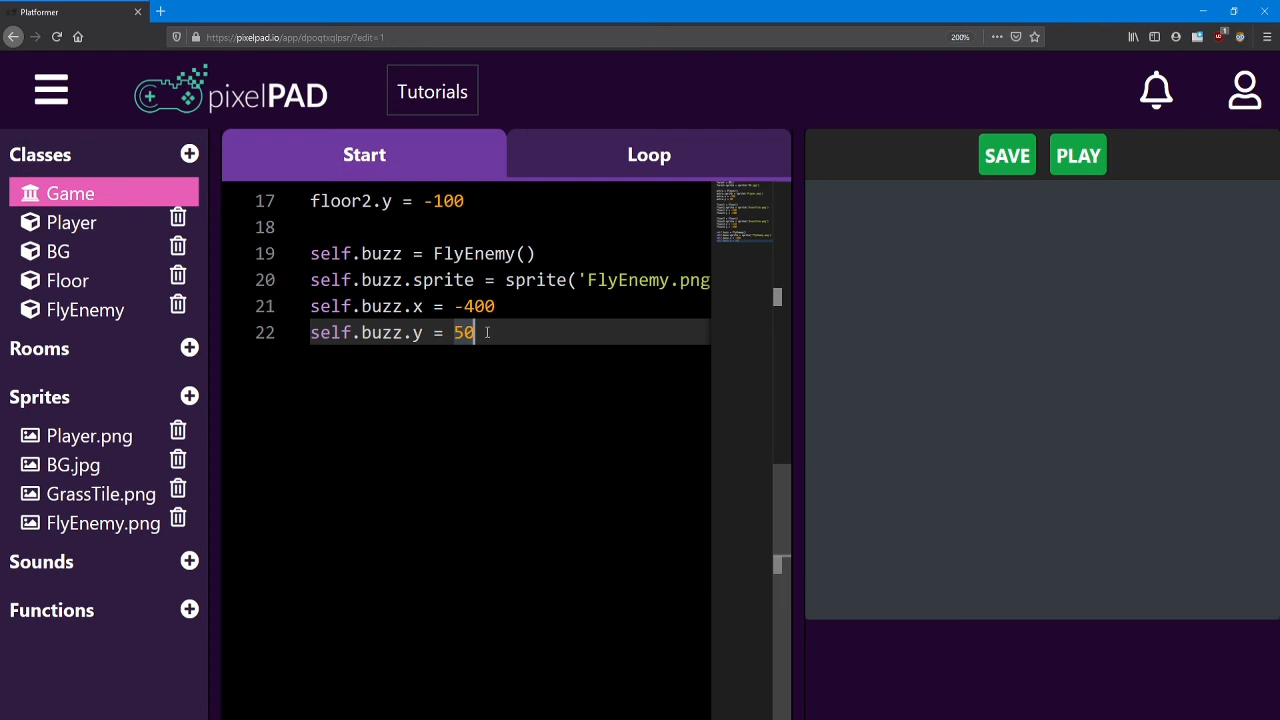 Platformer
https://pixelpad.io/app/dpoqtxqlpsr/?edit=1
200%
pixelPAD
Tutorials
Classes
Game
Player
BG
Floor
FlyEnemy
Rooms
Sprites
Player.png
BG.jpg
GrassTile.png
FlyEnemy.png
Sounds
Functions
Start
Loop
17 floor2.y = -100
18
19 self.buzz = FlyEnemy()
20 self.buzz.sprite = sprite('FlyEnemy.png
21 self.buzz.x = -400
22 self.buzz.y = 50
SAVE
PLAY